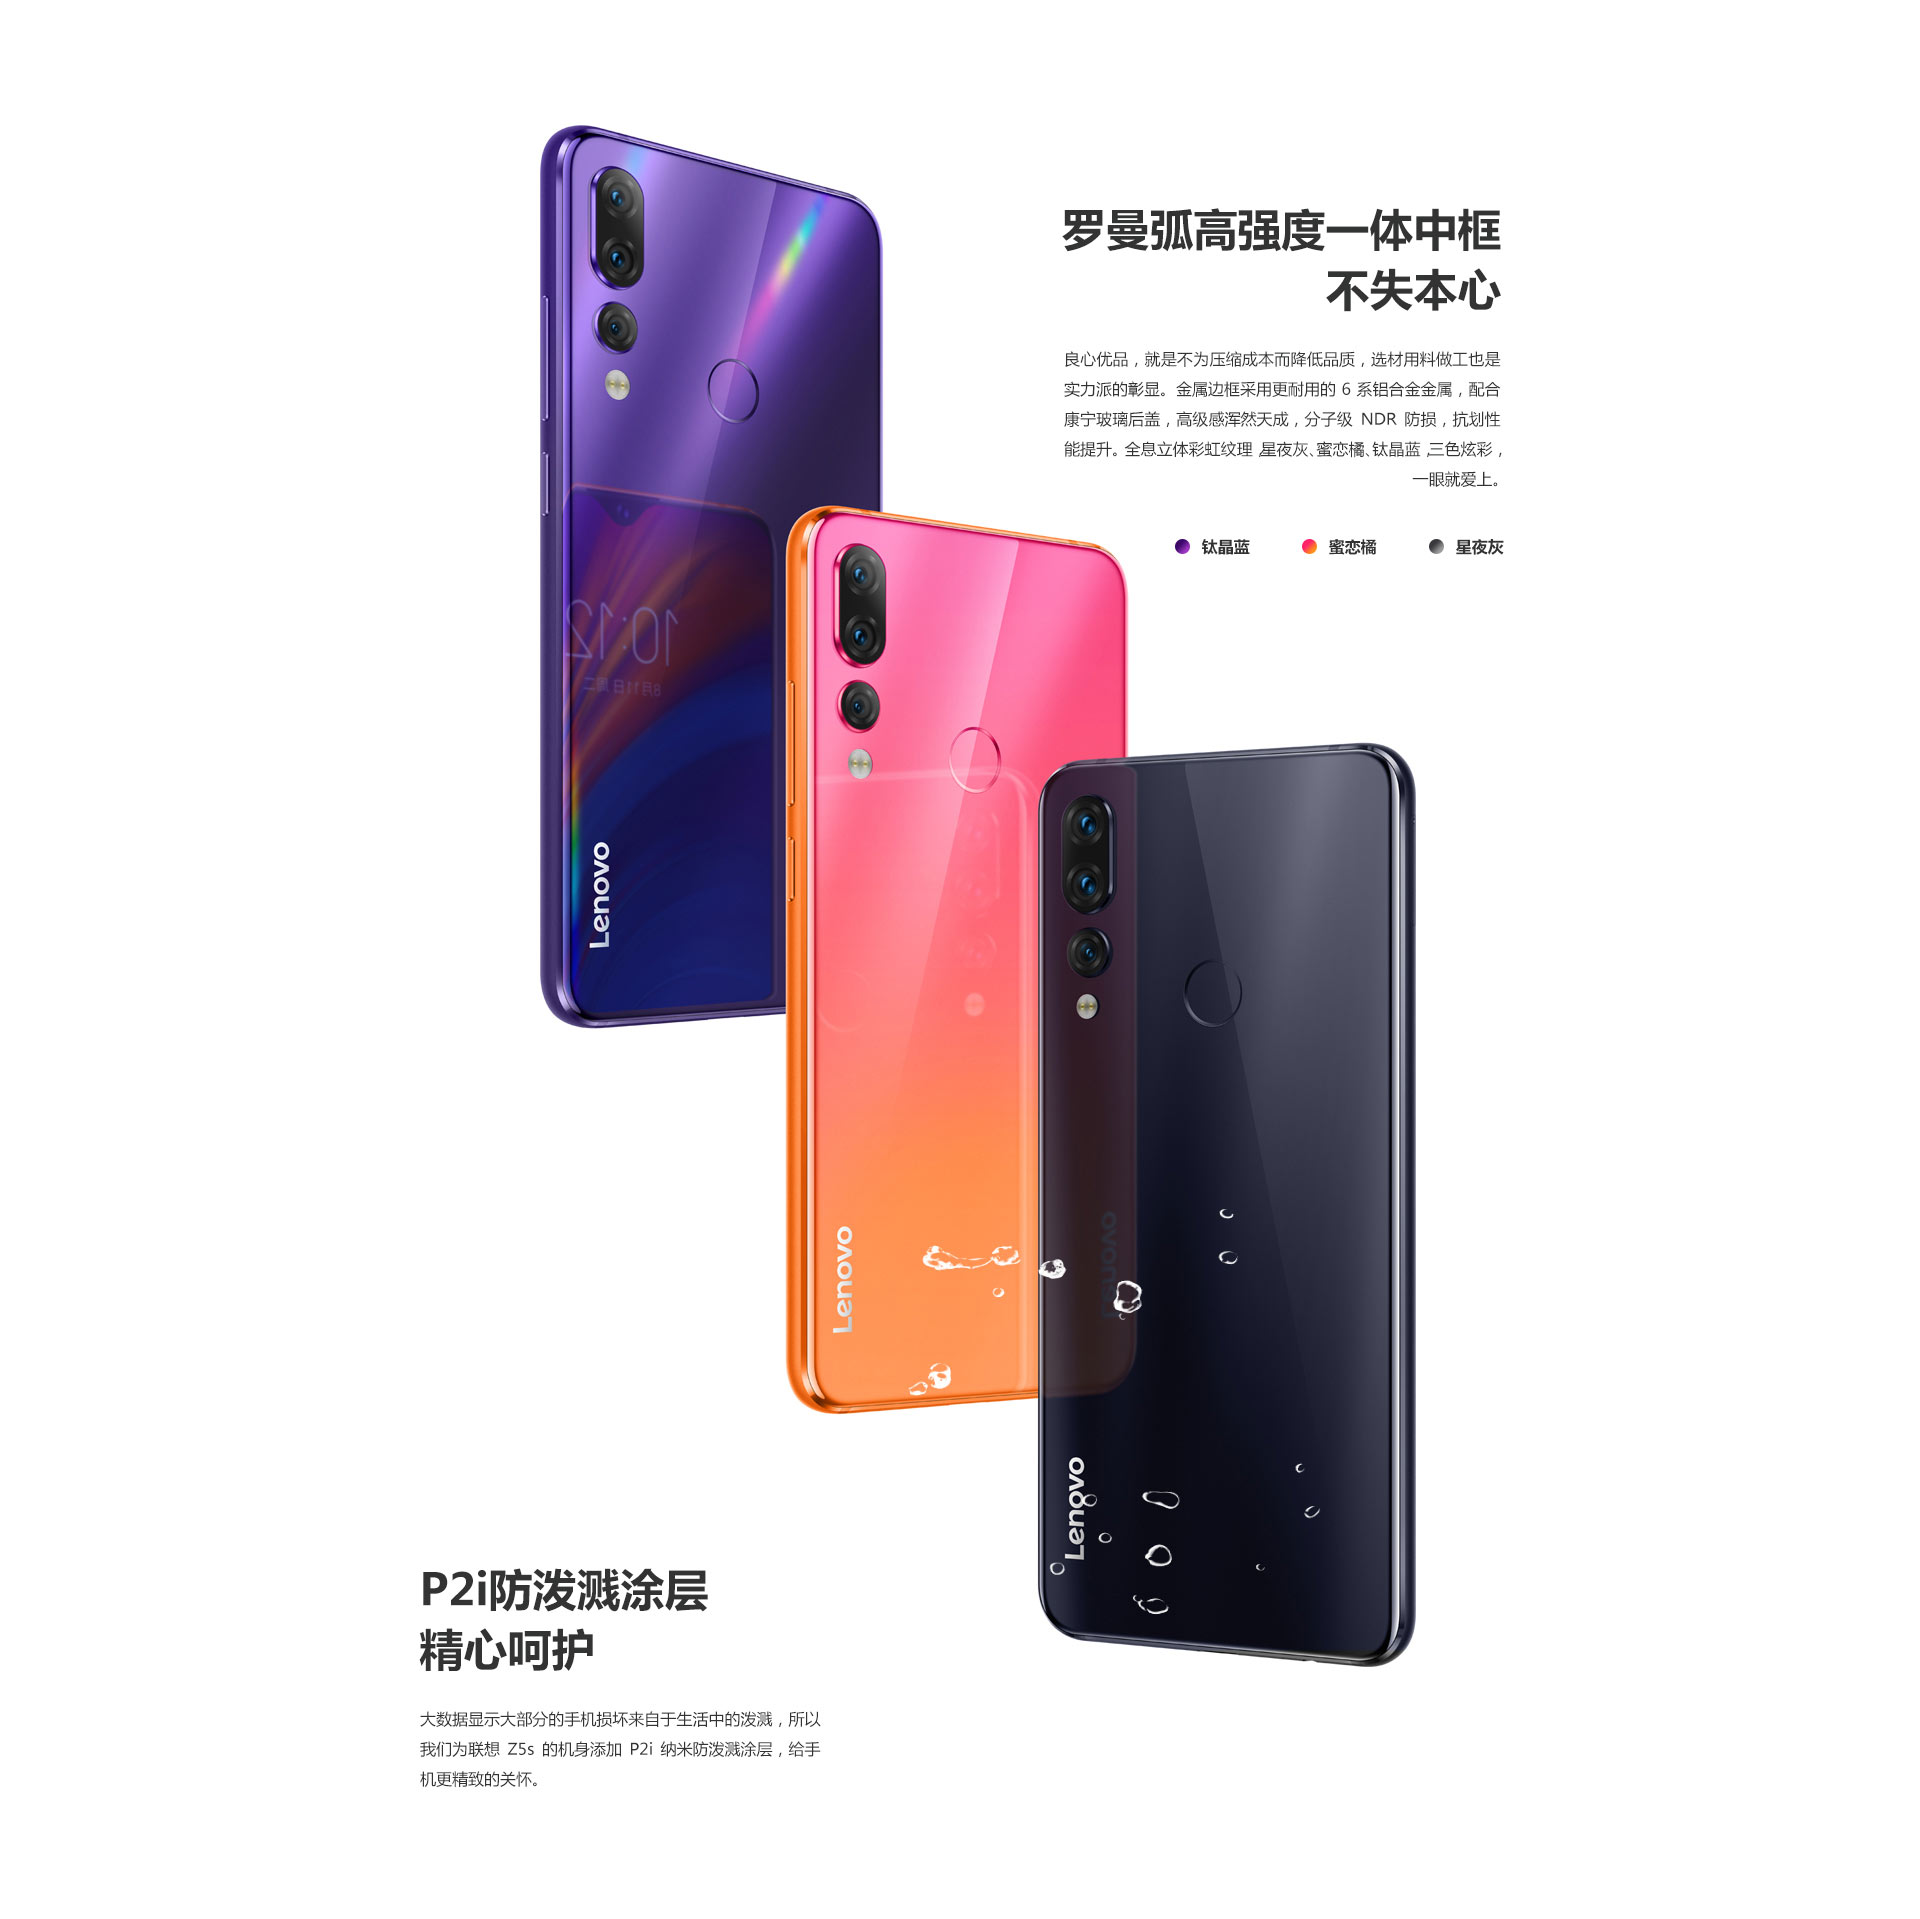 罗曼弧高强度一体中框
不失本心
良心优品，就是不为压缩成本而降低品质，选材用料做工也是
实力派的彰显。金属边框采用更耐用的 6 系铝合金金属，配合
康宁玻璃后盖，高级感浑然天成，分子级 NDR 防损，抗划性
能提升。全息立体彩虹纹理，星夜灰、蜜恋橘、钛晶蓝，三色炫彩，
一眼就爱上。
钛晶蓝 蜜恋橘 星夜灰
10:12
8月11日 周二
Lenovo
Lenovo
Lenovo
Lenovo
P2i防泼溅涂层
精心呵护
大数据显示大部分的手机损坏来自于生活中的泼溅，所以
我们为联想 Z5s 的机身添加 P2i 纳米防泼溅涂层，给手
机更精致的关怀。